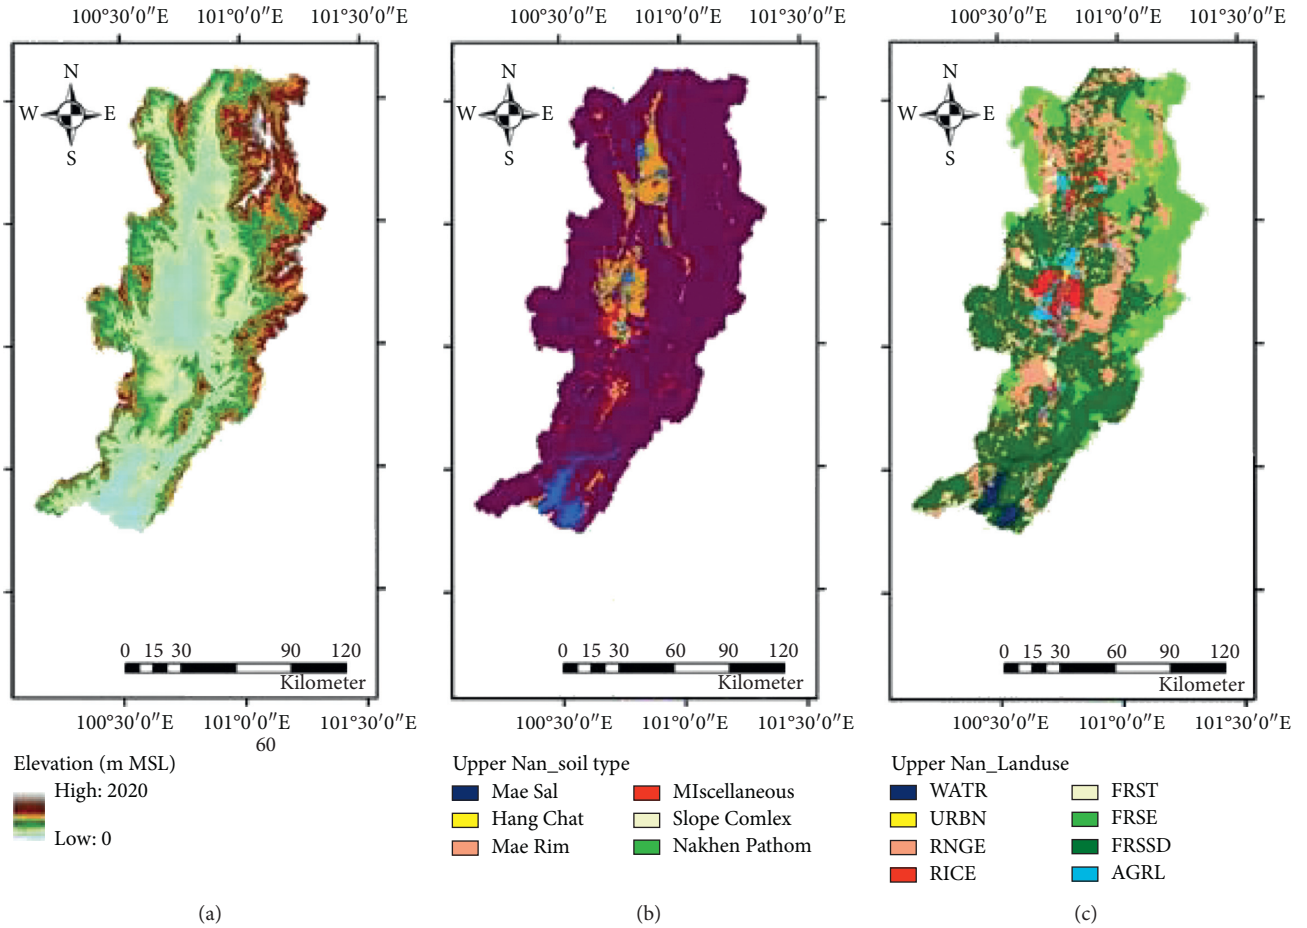 100°30′0″E 101°0′0″E 101°30′0″E 100°30′0″E 101°0′0″E 101°30′0″E 100°30′0″E 101°0′0″E 101°30′0″E
N N N
W E W E W E
S S S
0 15 30 90 120 0 15 30 60 90 120 0 15 30 60 90 120
Kilometer Kilometer Kilometer
100°30′0″E 101°0′0″E 101°30′0″E 100°30′0″E 101°0′0″E 101°30′0″E 100°30′0″E 101°0′0″E 101°30′0″E
60
Elevation (m MSL)
High: 2020
Low: 0
Upper Nan_soil type
Mae Sal
Hang Chat
Mae Rim
MIscellaneous
Slope Comlex
Nakhen Pathom
Upper Nan_Landuse
WATR
URBN
RNGE
RICE
FRST
FRSE
FRSSD
AGRL
(a) (b) (c)